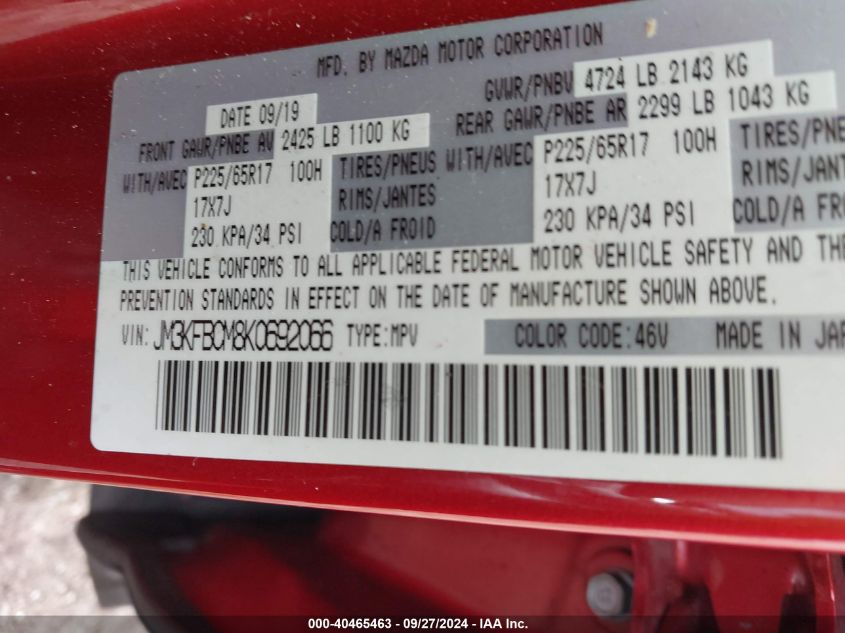 MFD. BY MAZDA MOTOR CORPORATION
DATE 09/19 GVWR/PNBV 4724 LB 2143 KG
FRONT GAWR/PNBE AV 2425 LB 1100 KG REAR GAWR/PNBE AR 2299 LB 1043 KG
WITH/AVEC P225/65R17 100H TIRES/PNEUS WITH/AVEC P225/65R17 100H TIRES/PNE
17X7J RIMS/JANTES 17X7J RIMS/JANTES
230 KPA/34 PSI COLD/A FROID 230 KPA/34 PSI COLD/A FRO
THIS VEHICLE CONFORMS TO ALL APPLICABLE FEDERAL MOTOR VEHICLE SAFETY AND THE
PREVENTION STANDARDS IN EFFECT ON THE DATE OF MANUFACTURE SHOWN ABOVE.
VIN: JM3KFBCM8K0692066 TYPE:MPV COLOR CODE:46V MADE IN JAP
000-40465463 - 09/27/2024 - IAA Inc.